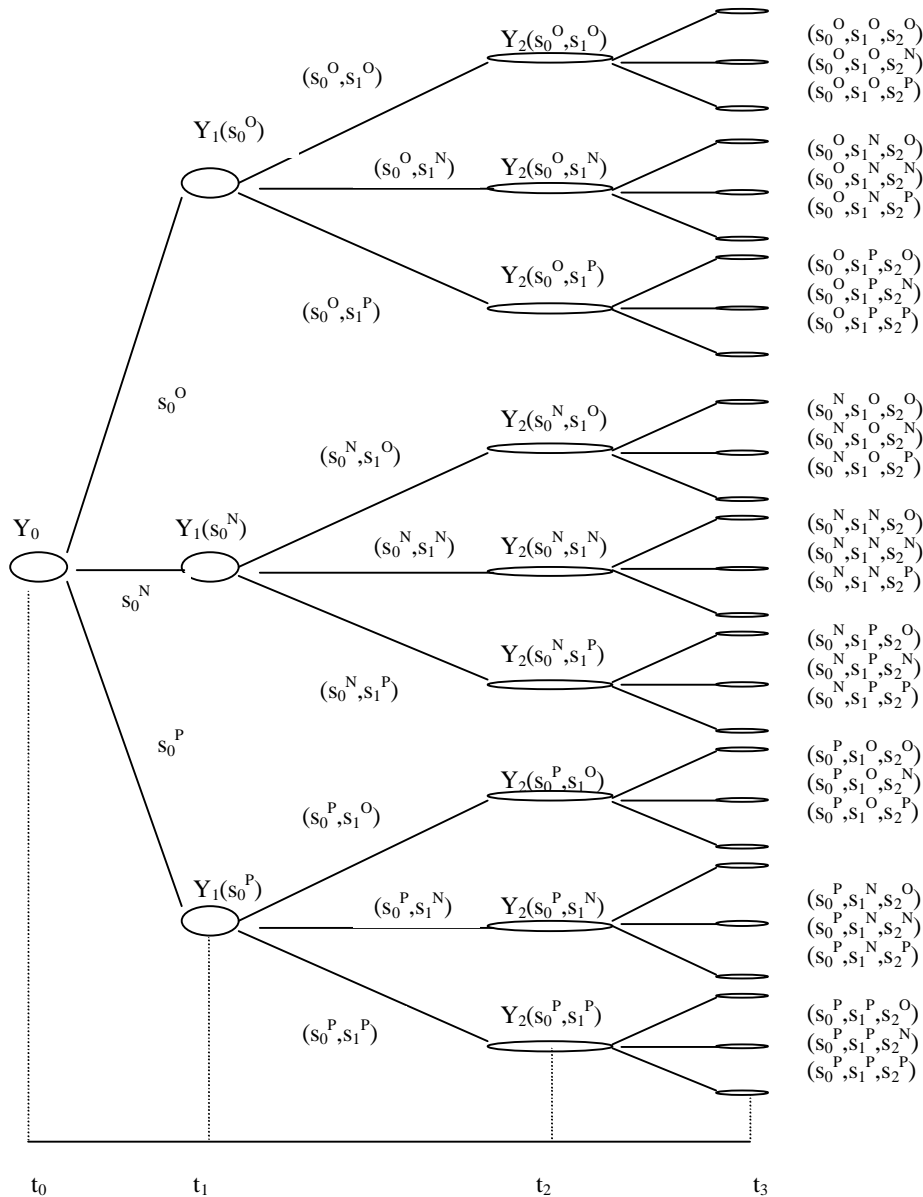 Y₂(s₀ᴼ,s₁ᴼ)
(s₀ᴼ,s₁ᴼ,s₂ᴼ)
(s₀ᴼ,s₁ᴼ,s₂ᴺ)
(s₀ᴼ,s₁ᴼ,s₂ᴾ)
(s₀ᴼ,s₁ᴼ)
Y₁(s₀ᴼ)
(s₀ᴼ,s₁ᴺ)
Y₂(s₀ᴼ,s₁ᴺ)
(s₀ᴼ,s₁ᴺ,s₂ᴼ)
(s₀ᴼ,s₁ᴺ,s₂ᴺ)
(s₀ᴼ,s₁ᴺ,s₂ᴾ)
Y₂(s₀ᴼ,s₁ᴾ)
(s₀ᴼ,s₁ᴾ,s₂ᴼ)
(s₀ᴼ,s₁ᴾ,s₂ᴺ)
(s₀ᴼ,s₁ᴾ,s₂ᴾ)
(s₀ᴼ,s₁ᴾ)
s₀ᴼ
Y₂(s₀ᴺ,s₁ᴼ)
(s₀ᴺ,s₁ᴼ,s₂ᴼ)
(s₀ᴺ,s₁ᴼ,s₂ᴺ)
(s₀ᴺ,s₁ᴼ,s₂ᴾ)
(s₀ᴺ,s₁ᴼ)
Y₀
Y₁(s₀ᴺ)
(s₀ᴺ,s₁ᴺ)
Y₂(s₀ᴺ,s₁ᴺ)
(s₀ᴺ,s₁ᴺ,s₂ᴼ)
(s₀ᴺ,s₁ᴺ,s₂ᴺ)
(s₀ᴺ,s₁ᴺ,s₂ᴾ)
s₀ᴺ
Y₂(s₀ᴺ,s₁ᴾ)
(s₀ᴺ,s₁ᴾ,s₂ᴼ)
(s₀ᴺ,s₁ᴾ,s₂ᴺ)
(s₀ᴺ,s₁ᴾ,s₂ᴾ)
(s₀ᴺ,s₁ᴾ)
s₀ᴾ
Y₂(s₀ᴾ,s₁ᴼ)
(s₀ᴾ,s₁ᴼ,s₂ᴼ)
(s₀ᴾ,s₁ᴼ,s₂ᴺ)
(s₀ᴾ,s₁ᴼ,s₂ᴾ)
(s₀ᴾ,s₁ᴼ)
Y₁(s₀ᴾ)
(s₀ᴾ,s₁ᴺ)
Y₂(s₀ᴾ,s₁ᴺ)
(s₀ᴾ,s₁ᴺ,s₂ᴼ)
(s₀ᴾ,s₁ᴺ,s₂ᴺ)
(s₀ᴾ,s₁ᴺ,s₂ᴾ)
(s₀ᴾ,s₁ᴾ)
Y₂(s₀ᴾ,s₁ᴾ)
(s₀ᴾ,s₁ᴾ,s₂ᴼ)
(s₀ᴾ,s₁ᴾ,s₂ᴺ)
(s₀ᴾ,s₁ᴾ,s₂ᴾ)
t₀ t₁ t₂ t₃